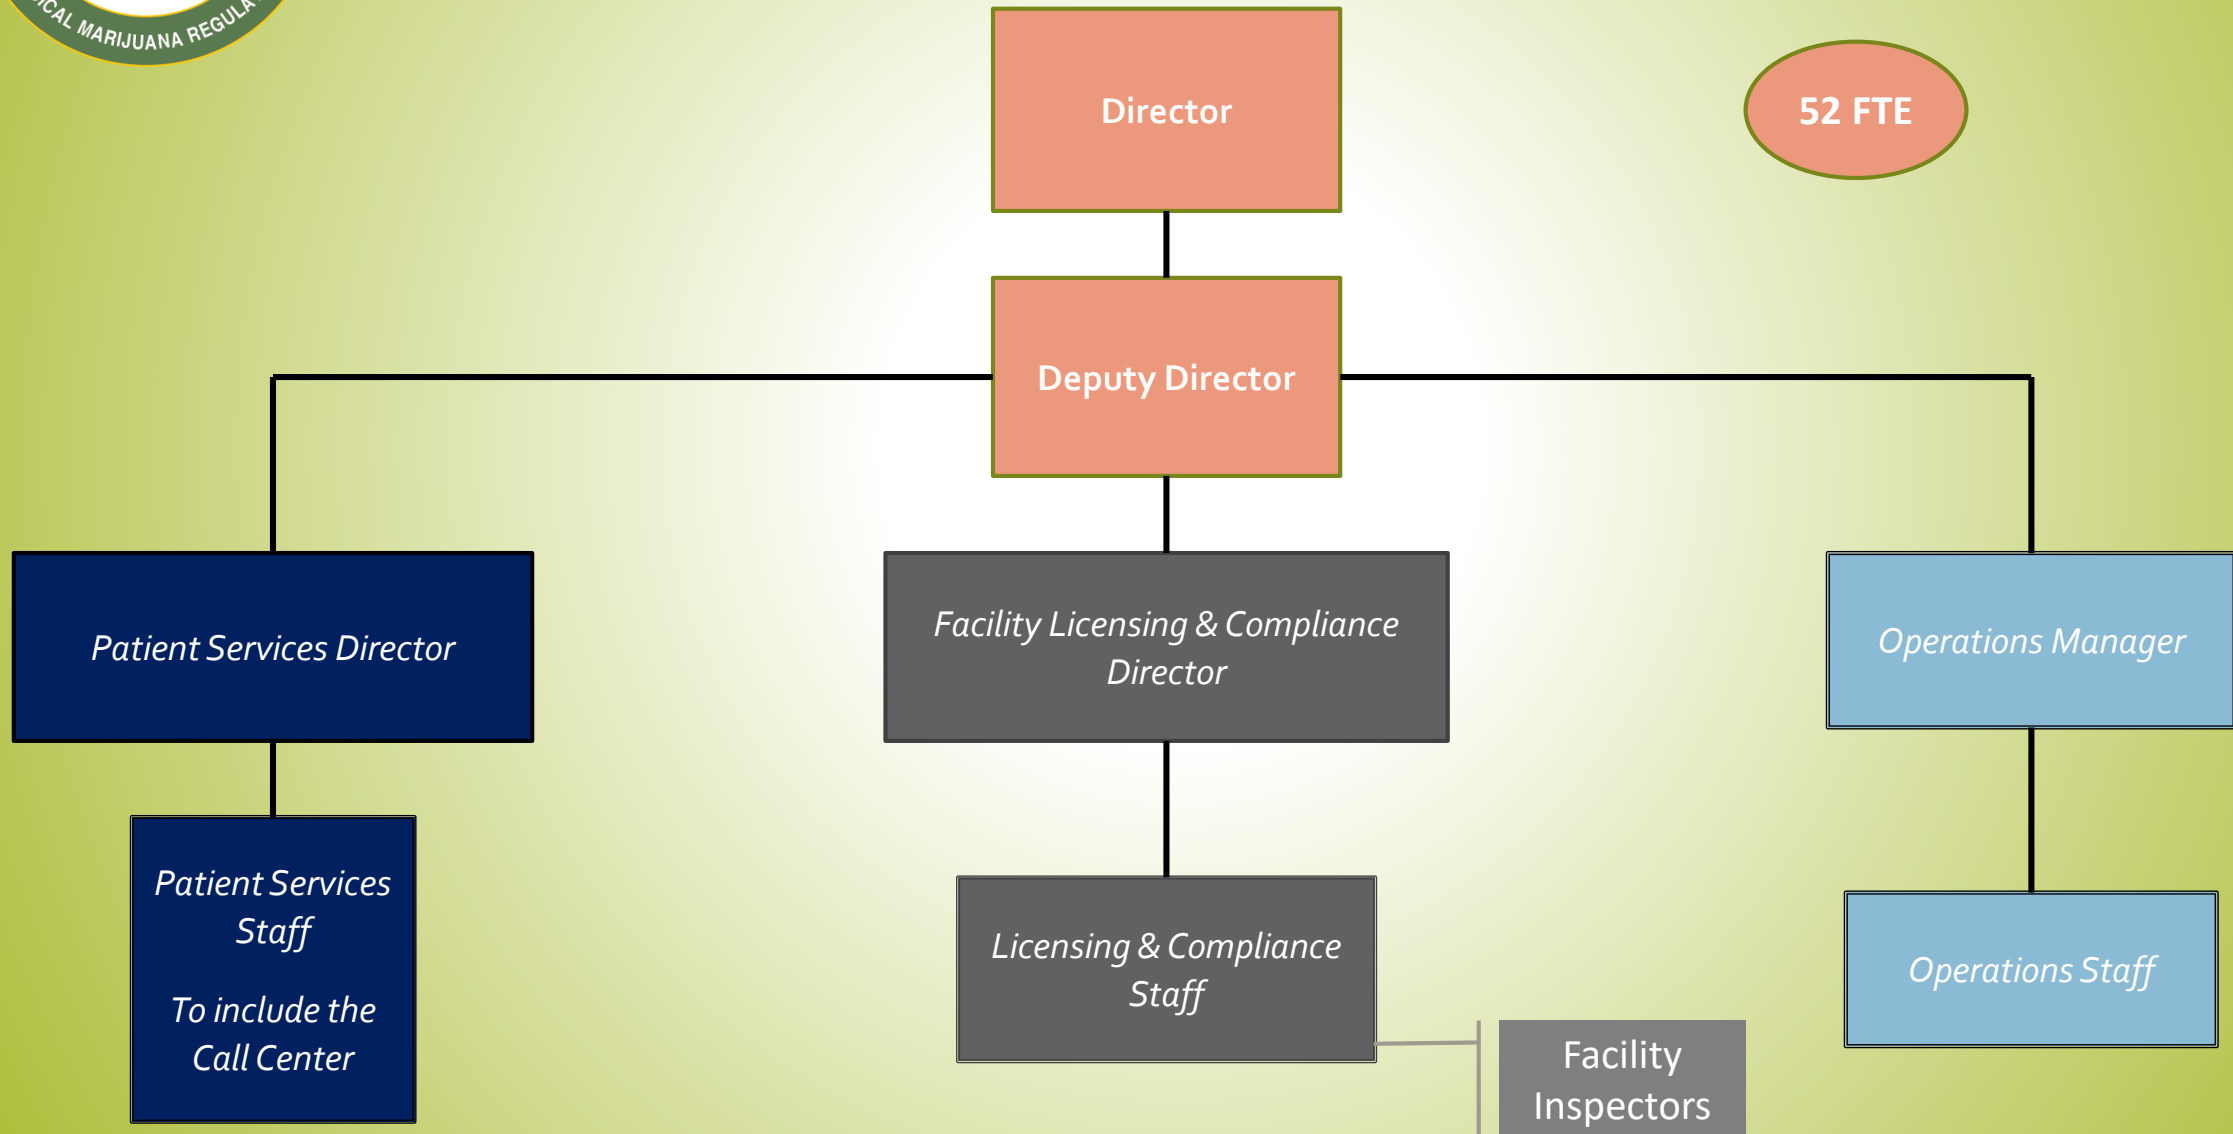 MARIJUANA
Director
52 FTE
Deputy Director
Patient Services Director
Facility Licensing & Compliance
Director
Operations Manager
Patient Services
Staff
To include the
Call Center
Licensing & Compliance
Staff
Operations Staff
Facility
Inspectors